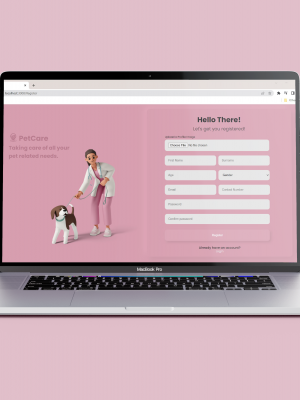 PetCare
Taking care of all your
pet related needs.
Hello There!
Let's get you registered!
Choose File No file chosen
First Name
Age
Gender
Email
Contact Number
Password
Confirm password
Register
Already have an account?
MacBook Pro